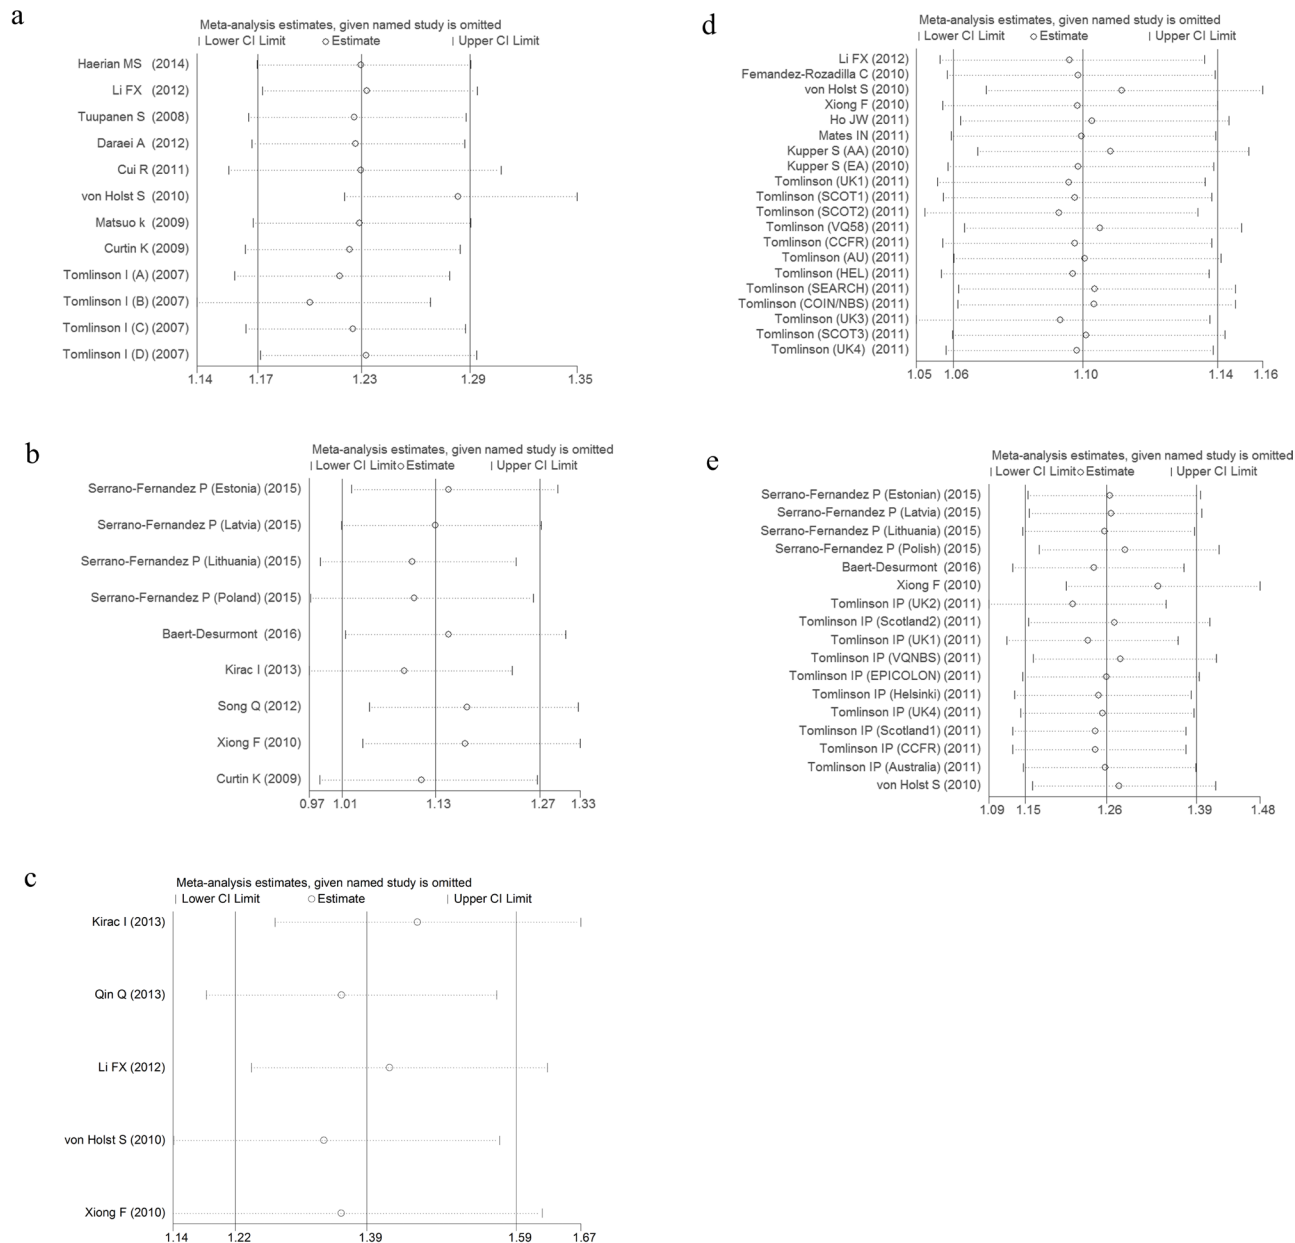 a
Meta-analysis estimates, given named study is omitted
Lower CI Limit Estimate Upper CI Limit
Haerian MS (2014)
Li FX (2012)
Tuupanen S (2008)
Daraei A (2012)
Cui R (2011)
von Holst S (2010)
Matsuo k (2009)
Curtin K (2009)
Tomlinson I (A) (2007)
Tomlinson I (B) (2007)
Tomlinson I (C) (2007)
Tomlinson I (D) (2007)
1.14 1.17 1.23 1.29 1.35
b
Meta-analysis estimates, given named study is omitted
Lower CI Limit Estimate Upper CI Limit
Serrano-Fernandez P (Estonia) (2015)
Serrano-Fernandez P (Latvia) (2015)
Serrano-Fernandez P (Lithuania) (2015)
Serrano-Fernandez P (Poland) (2015)
Baert-Desurmont (2016)
Kirac I (2013)
Song Q (2012)
Xiong F (2010)
Curtin K (2009)
0.97 1.01 1.13 1.27 1.33
c
Meta-analysis estimates, given named study is omitted
Lower CI Limit Estimate Upper CI Limit
Kirac I (2013)
Qin Q (2013)
Li FX (2012)
von Holst S (2010)
Xiong F (2010)
1.14 1.22 1.39 1.59 1.67
d
Meta-analysis estimates, given named study is omitted
Lower CI Limit Estimate Upper CI Limit
Li FX (2012)
Femandez-Rozadilla C (2010)
von Holst S (2010)
Xiong F (2010)
Ho JW (2011)
Mates IN (2011)
Kupper S (AA) (2010)
Kupper S (EA) (2010)
Tomlinson (UK1) (2011)
Tomlinson (SCOT1) (2011)
Tomlinson (SCOT2) (2011)
Tomlinson (VQ58) (2011)
Tomlinson (CCFR) (2011)
Tomlinson (AU) (2011)
Tomlinson (HEL) (2011)
Tomlinson (SEARCH) (2011)
Tomlinson (COIN/NBS) (2011)
Tomlinson (UK3) (2011)
Tomlinson (SCOT3) (2011)
Tomlinson (UK4) (2011)
1.05 1.06 1.10 1.14 1.16
e
Meta-analysis estimates, given named study is omitted
Lower CI Limit Estimate Upper CI Limit
Serrano-Fernandez P (Estonian) (2015)
Serrano-Fernandez P (Latvia) (2015)
Serrano-Fernandez P (Lithuania) (2015)
Serrano-Fernandez P (Polish) (2015)
Baert-Desurmont (2016)
Xiong F (2010)
Tomlinson IP (UK2) (2011)
Tomlinson IP (Scotland2) (2011)
Tomlinson IP (UK1) (2011)
Tomlinson IP (VQNBS) (2011)
Tomlinson IP (EPICOLON) (2011)
Tomlinson IP (Helsinki) (2011)
Tomlinson IP (UK4) (2011)
Tomlinson IP (Scotland1) (2011)
Tomlinson IP (CCFR) (2011)
Tomlinson IP (Australia) (2011)
von Holst S (2010)
1.09 1.15 1.26 1.39 1.48